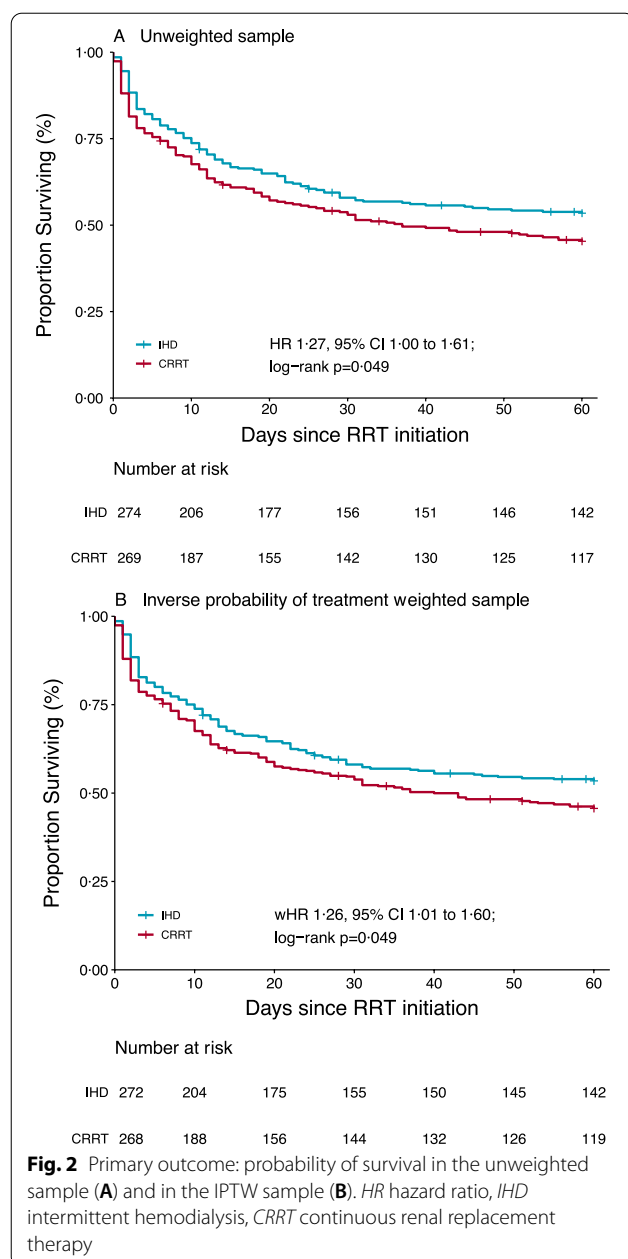 A Unweighted sample
1·00
0·75
0·50
0·25
0·00
Proportion Surviving (%)
IHD
CRRT
HR 1·27, 95% CI 1·00 to 1·61;
log−rank p=0·049
0 10 20 30 40 50 60
Days since RRT initiation
Number at risk
IHD 274 206 177 156 151 146 142
CRRT 269 187 155 142 130 125 117
B Inverse probability of treatment weighted sample
1·00
0·75
0·50
0·25
0·00
Proportion Surviving (%)
IHD
CRRT
wHR 1·26, 95% CI 1·01 to 1·60;
log−rank p=0·049
0 10 20 30 40 50 60
Days since RRT initiation
Number at risk
IHD 272 204 175 155 150 145 142
CRRT 268 188 156 144 132 126 119
Fig. 2 Primary outcome: probability of survival in the unweighted
sample (A) and in the IPTW sample (B). HR hazard ratio, IHD
intermittent hemodialysis, CRRT continuous renal replacement
therapy